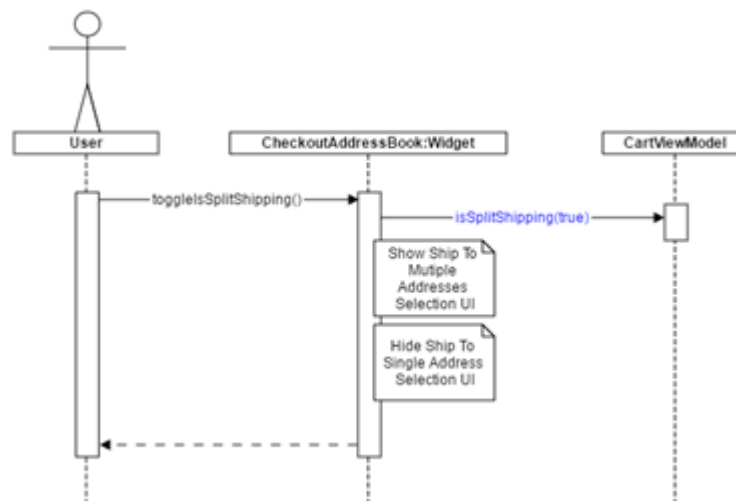 User
CheckoutAddressBook:Widget
CartViewModel
toggleIsSplitShipping()
isSplitShipping(true)
Show Ship To
Mutiple
Addresses
Selection UI
Hide Ship To
Single Address
Selection UI